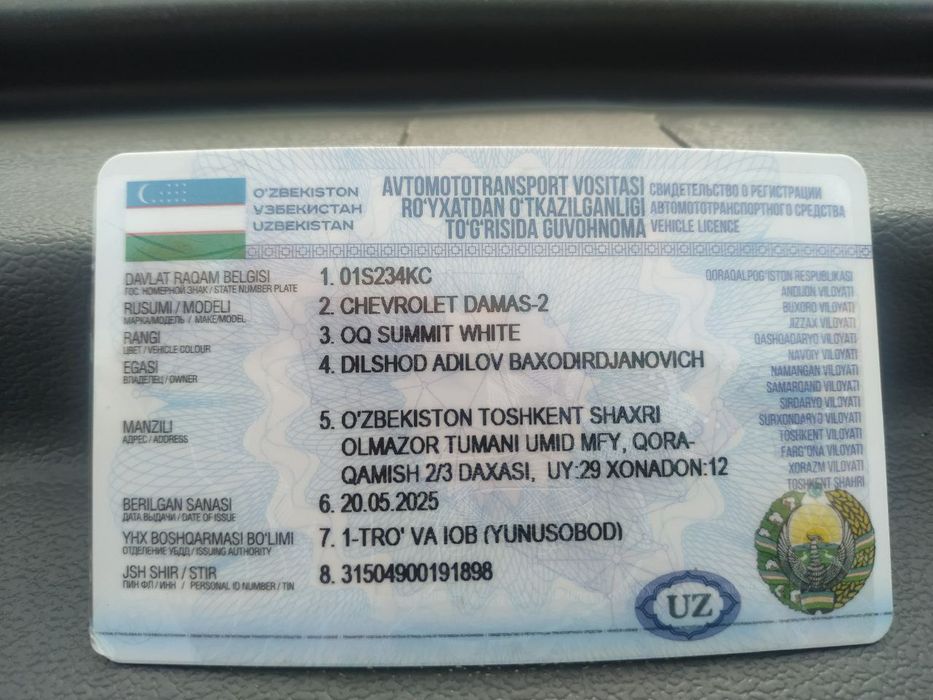 O'ZBEKISTON
УЗБЕКИСТАН
UZBEKISTAN
AVTOMOTOTRANSPORT VOSITASI
RO'YXATDAN O'TKAZILGANLIGI
TO'G'RISIDA GUVOHNOMA
СВИДЕТЕЛЬСТВО О РЕГИСТРАЦИИ
АВТОМОТОТРАНСПОРТНОГО СРЕДСТВА
VEHICLE LICENCE
DAVLAT RAQAM BELGISI
ГОС. НОМЕРНОЙ ЗНАК / STATE NUMBER PLATE
1. 01S234KC
RUSUMI / MODELI
МАРКА/МОДЕЛЬ / MAKE/MODEL
2. CHEVROLET DAMAS-2
RANGI
ЦВЕТ / VEHICLE COLOUR
3. OQ SUMMIT WHITE
EGASI
ВЛАДЕЛЕЦ / OWNER
4. DILSHOD ADILOV BAXODIRDJANOVICH
MANZILI
АДРЕС / ADDRESS
5. O'ZBEKISTON TOSHKENT SHAXRI
OLMAZOR TUMANI UMID MFY, QORA-
QAMISH 2/3 DAXASI, UY:29 XONADON:12
BERILGAN SANASI
ДАТА ВЫДАЧИ / DATE OF ISSUE
6. 20.05.2025
YHX BOSHQARMASI BO'LIMI
ОТДЕЛЕНИЕ УБДД / ISSUING AUTHORITY
7. 1-TRO' VA IOB (YUNUSOBOD)
JSH SHIR / STIR
ПИНФЛ / ИНН / PERSONAL ID NUMBER / TIN
8. 31504900191898
QORAQALPOG'ISTON RESPUBLIKASI
ANDIJON VILOYATI
BUXORO VILOYATI
JIZZAX VILOYATI
QASHQADARYO VILOYATI
NAVOIY VILOYATI
NAMANGAN VILOYATI
SAMARQAND VILOYATI
SIRDARYO VILOYATI
SURXONDARYO VILOYATI
TOSHKENT VILOYATI
FARG'ONA VILOYATI
XORAZM VILOYATI
TOSHKENT SHAHRI
UZ